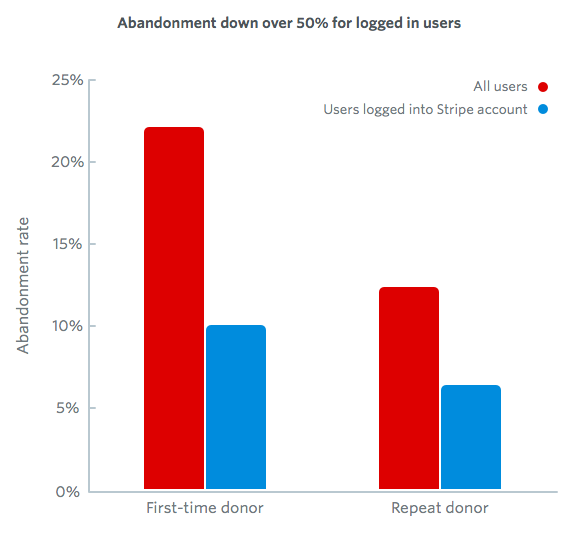 Abandonment down over 50% for logged in users
25%
All users
Users logged into Stripe account
20%
15%
10%
5%
0%
Abandonment rate
First-time donor
Repeat donor